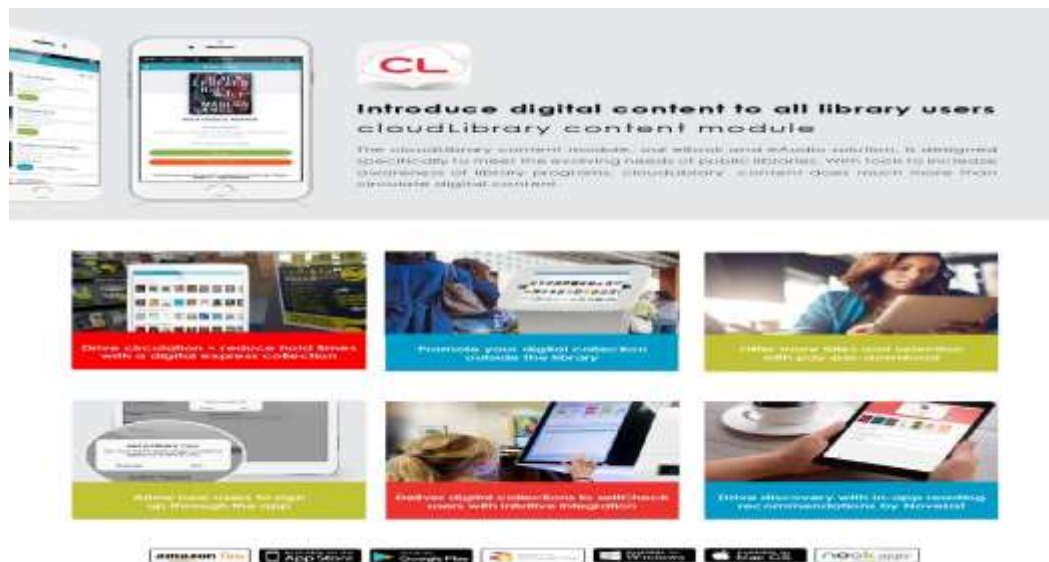 CL
Introduce digital content to all library users
cloudLibrary content module
The cloudLibrary content module, our eBook and eAudio solution, is designed
specifically to meet the evolving needs of public libraries. With tools to increase
awareness of library programs, cloudLibrary content does much more than
circulate digital content.
Drive circulation + reduce hold times
with a digital express collection
Promote your digital collection
outside the library
Offer more titles and selection
with pay-per-download
Allow new users to sign
up through the app
Deliver digital collections to selfCheck
users with intuitive integration
Drive discovery with in-app reading
recommendations by NoveList
amazon
App Store
Google Play
Windows
Mac OS
nook apps